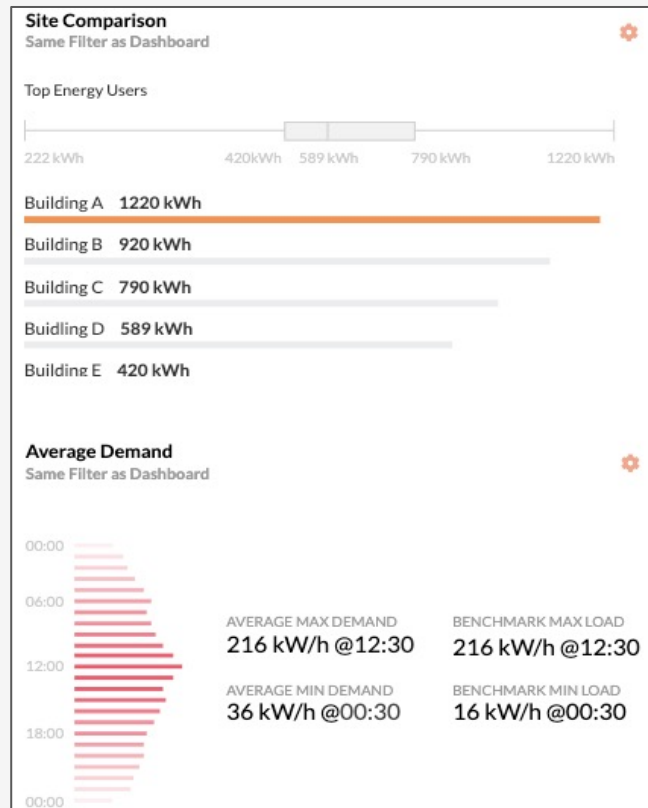 Site Comparison
Same Filter as Dashboard
Top Energy Users
222 kWh 420kWh 589 kWh 790 kWh 1220 kWh
Building A 1220 kWh
Building B 920 kWh
Building C 790 kWh
Buidling D 589 kWh
Building E 420 kWh
Average Demand
Same Filter as Dashboard
00:00
06:00
12:00
18:00
00:00
AVERAGE MAX DEMAND
216 kW/h @12:30
BENCHMARK MAX LOAD
216 kW/h @12:30
AVERAGE MIN DEMAND
36 kW/h @00:30
BENCHMARK MIN LOAD
16 kW/h @00:30